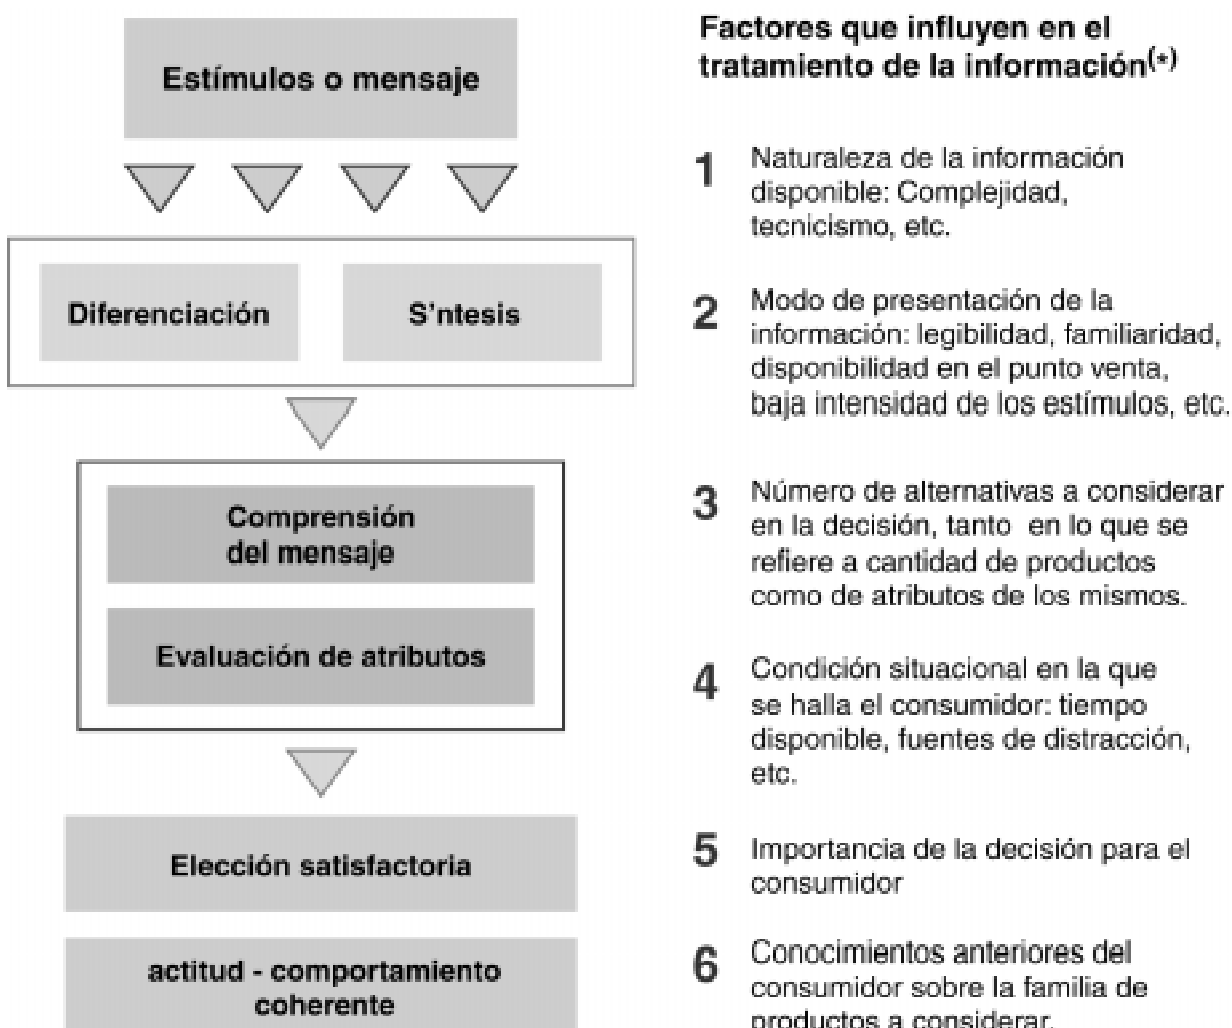 Estímulos o mensaje
Diferenciación
S'ntesis
Comprensión
del mensaje
Evaluación de atributos
Elección satisfactoria
actitud - comportamiento
coherente
Factores que influyen en el
tratamiento de la información(*)
1 Naturaleza de la información
disponible: Complejidad,
tecnicismo, etc.
2 Modo de presentación de la
información: legibilidad, familiaridad,
disponibilidad en el punto venta,
baja intensidad de los estímulos, etc.
3 Número de alternativas a considerar
en la decisión, tanto en lo que se
refiere a cantidad de productos
como de atributos de los mismos.
4 Condición situacional en la que
se halla el consumidor: tiempo
disponible, fuentes de distracción,
etc.
5 Importancia de la decisión para el
consumidor
6 Conocimientos anteriores del
consumidor sobre la familia de
productos a considerar.